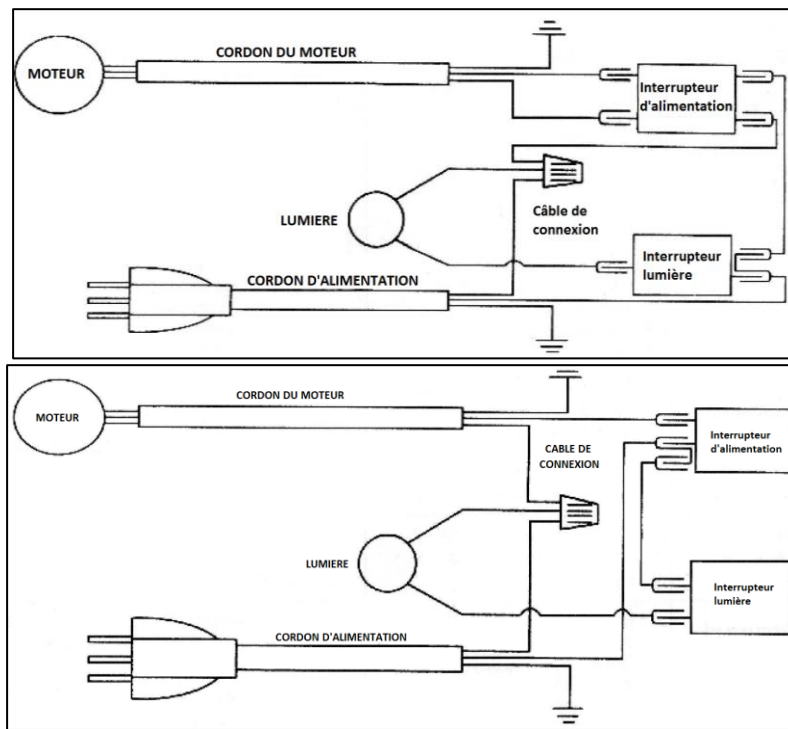 CORDON DU MOTEUR
MOTEUR
Interrupteur
d'alimentation
LUMIERE
Câble de
connexion
Interrupteur
lumière
CORDON D'ALIMENTATION
CORDON DU MOTEUR
MOTEUR
CABLE DE
CONNEXION
Interrupteur
d'alimentation
LUMIERE
Interrupteur
lumière
CORDON D'ALIMENTATION